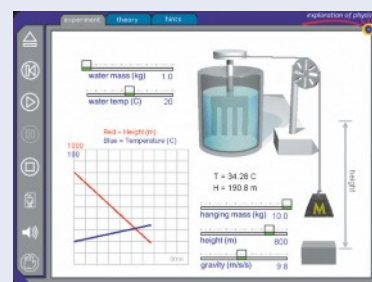 experiment theory hints
exploration of physics
water mass (kg) 1.0
water temp (C) 20
Red = Height (m)
Blue = Temperature (C)
1000
100
time
T = 34.26 C
H = 190.8 m
hanging mass (kg) 10.0
height (m) 800
gravity (m/s/s) 9.8
M
height